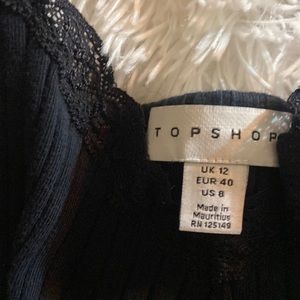 TOPSHOP
UK 12
EUR 40
US 8
Made in
Mauritius
RN 125149